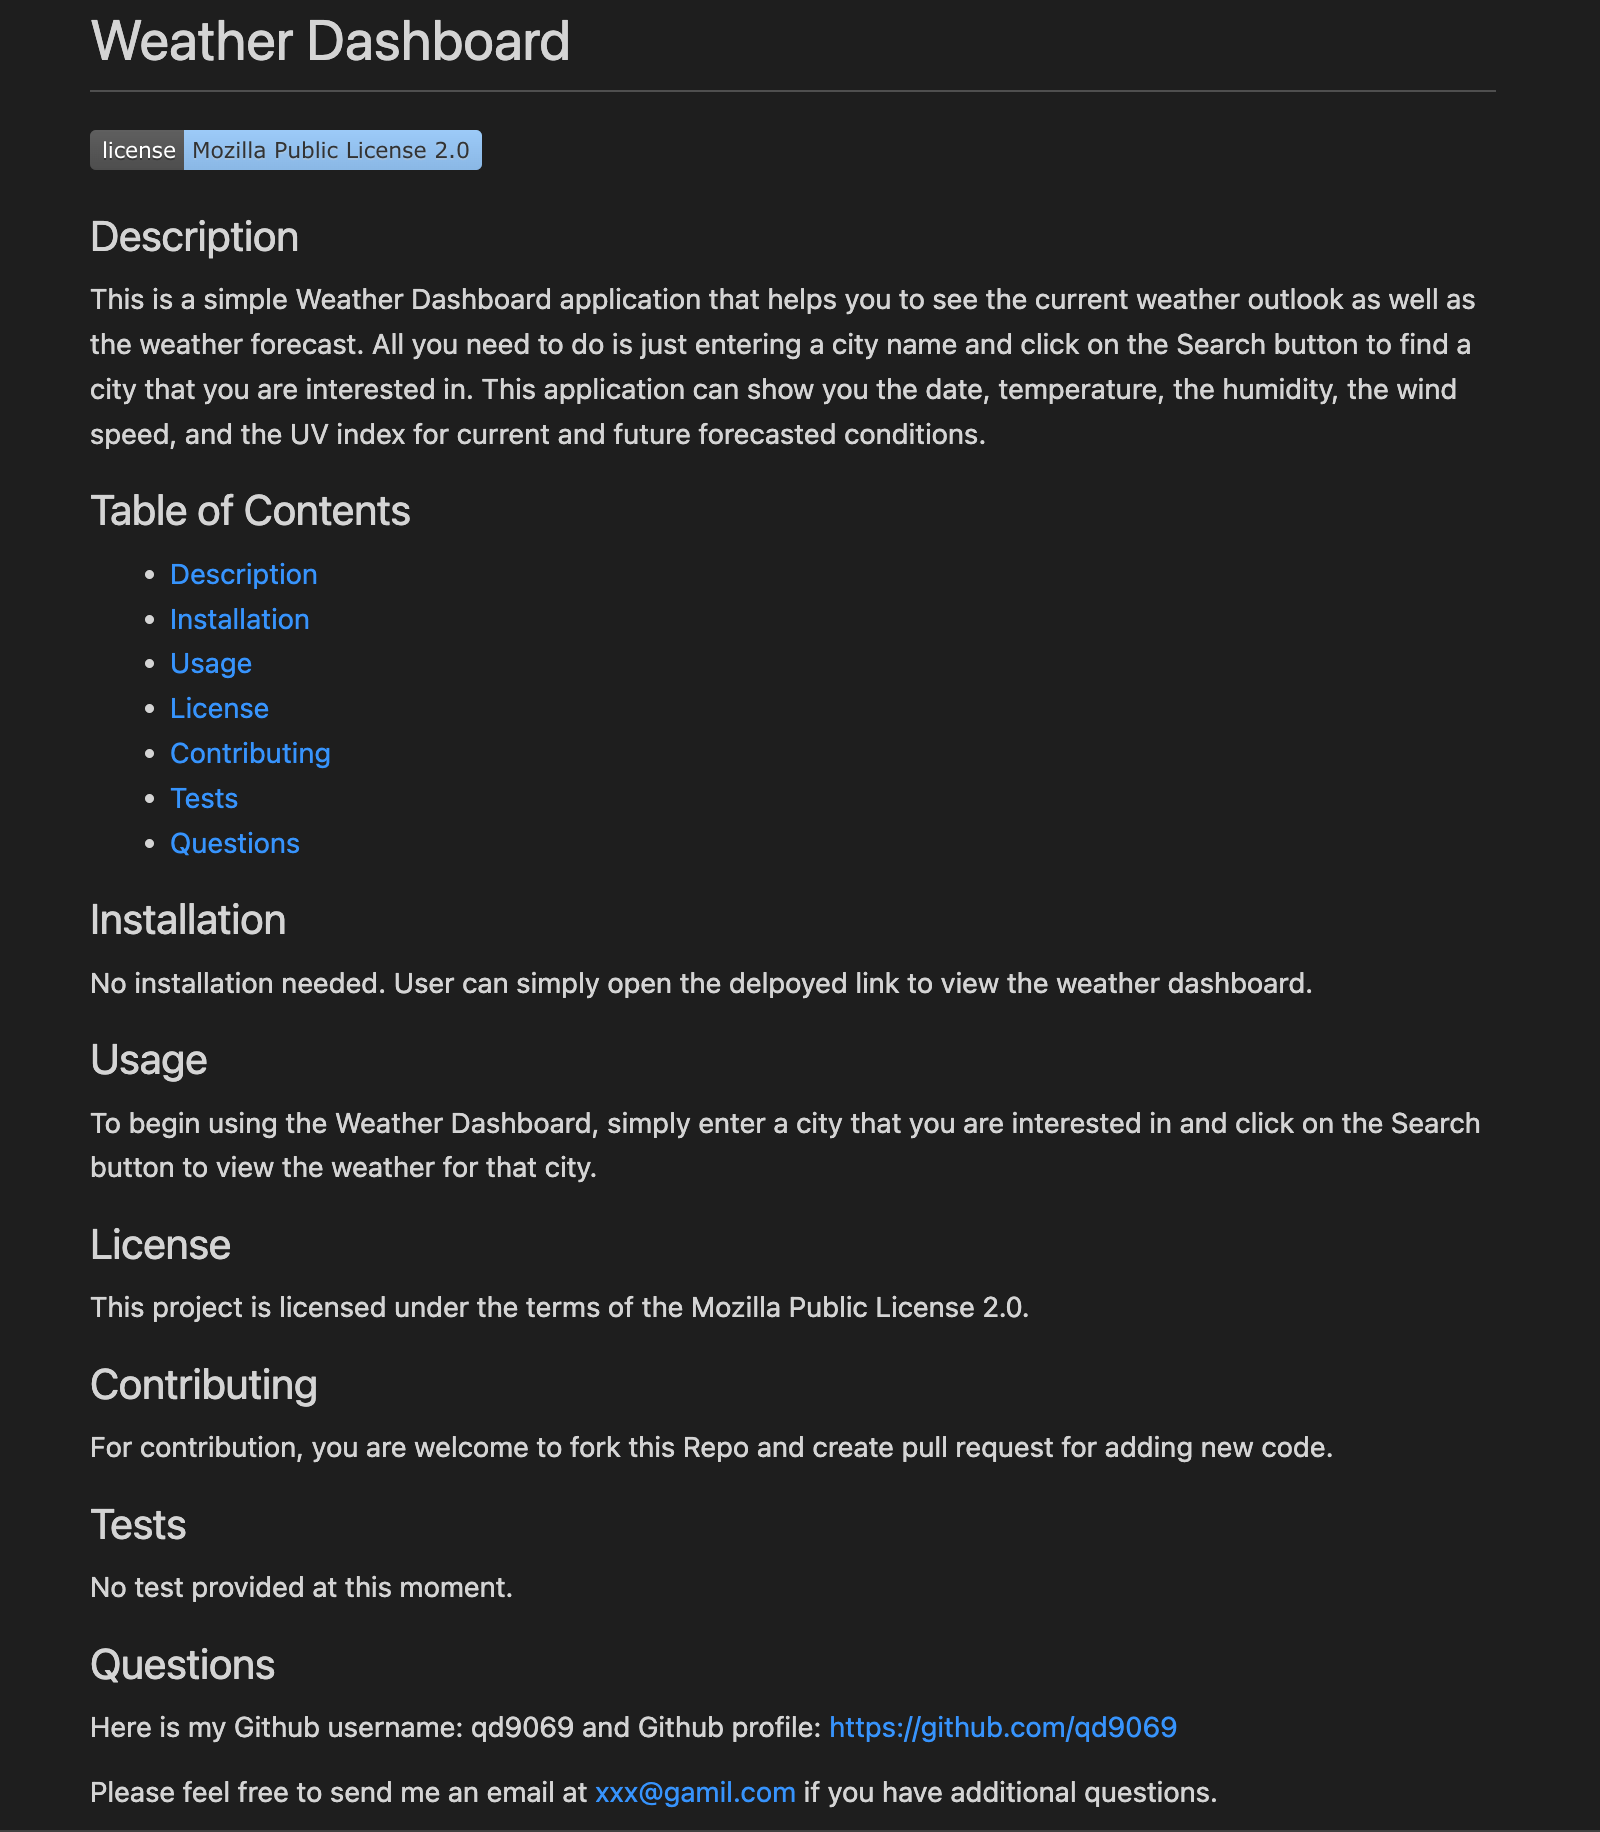 Weather Dashboard
license Mozilla Public License 2.0
Description
This is a simple Weather Dashboard application that helps you to see the current weather outlook as well as
the weather forecast. All you need to do is just entering a city name and click on the Search button to find a
city that you are interested in. This application can show you the date, temperature, the humidity, the wind
speed, and the UV index for current and future forecasted conditions.
Table of Contents
• Description
• Installation
• Usage
• License
• Contributing
• Tests
• Questions
Installation
No installation needed. User can simply open the delpoyed link to view the weather dashboard.
Usage
To begin using the Weather Dashboard, simply enter a city that you are interested in and click on the Search
button to view the weather for that city.
License
This project is licensed under the terms of the Mozilla Public License 2.0.
Contributing
For contribution, you are welcome to fork this Repo and create pull request for adding new code.
Tests
No test provided at this moment.
Questions
Here is my Github username: qd9069 and Github profile: https://github.com/qd9069
Please feel free to send me an email at xxx@gamil.com if you have additional questions.